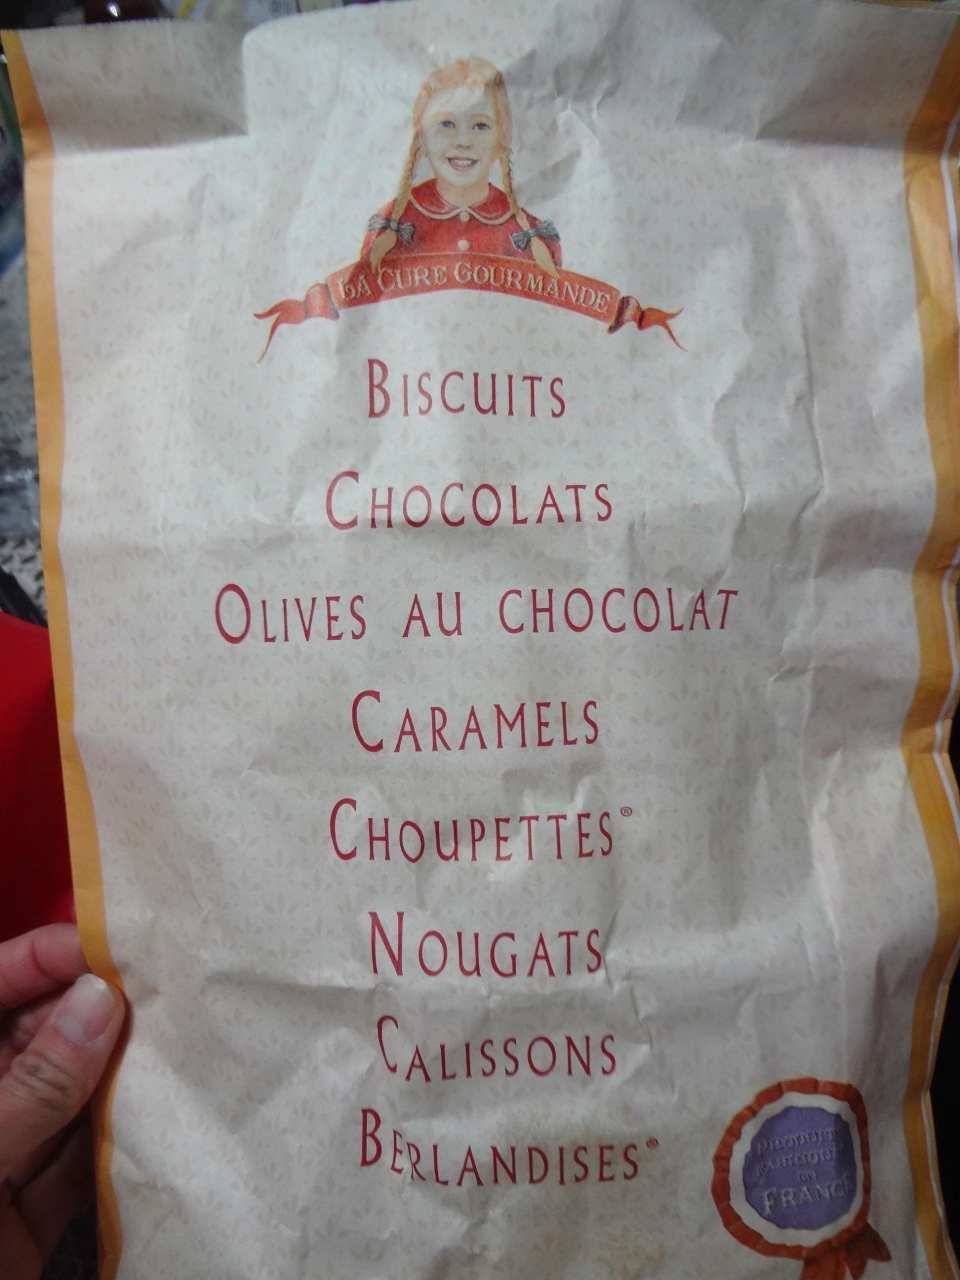 LA CURE GOURMANDE
BISCUITS
CHOCOLATS
OLIVES AU CHOCOLAT
CARAMELS
CHOUPETTES®
NOUGATS
CALISSONS
BERLANDISES®
PRODUIT
FABRIQUÉ
EN
FRANCE